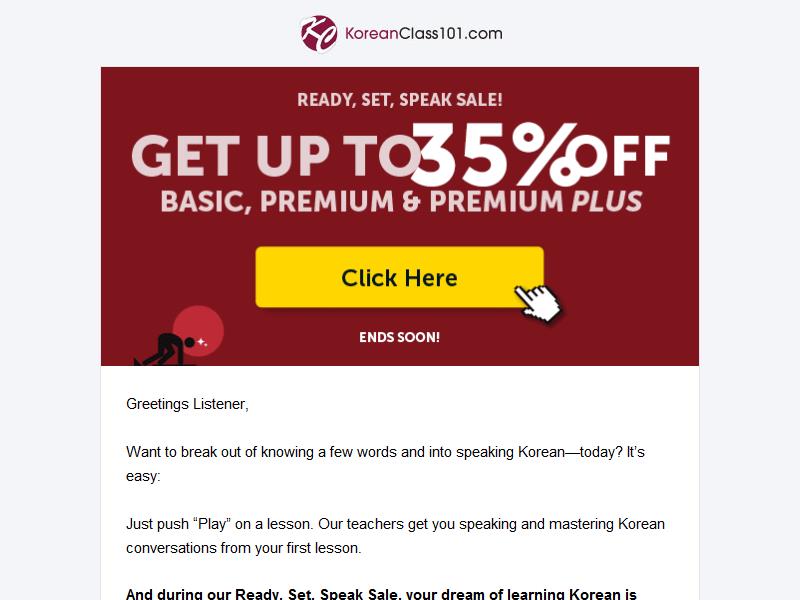 KoreanClass101.com
READY, SET, SPEAK SALE!
GET UP TO 35% OFF
BASIC, PREMIUM & PREMIUM PLUS
Click Here
ENDS SOON!
Greetings Listener,
Want to break out of knowing a few words and into speaking Korean—today? It’s
easy:
Just push “Play” on a lesson. Our teachers get you speaking and mastering Korean
conversations from your first lesson.
And during our Ready, Set, Speak Sale, your dream of learning Korean is